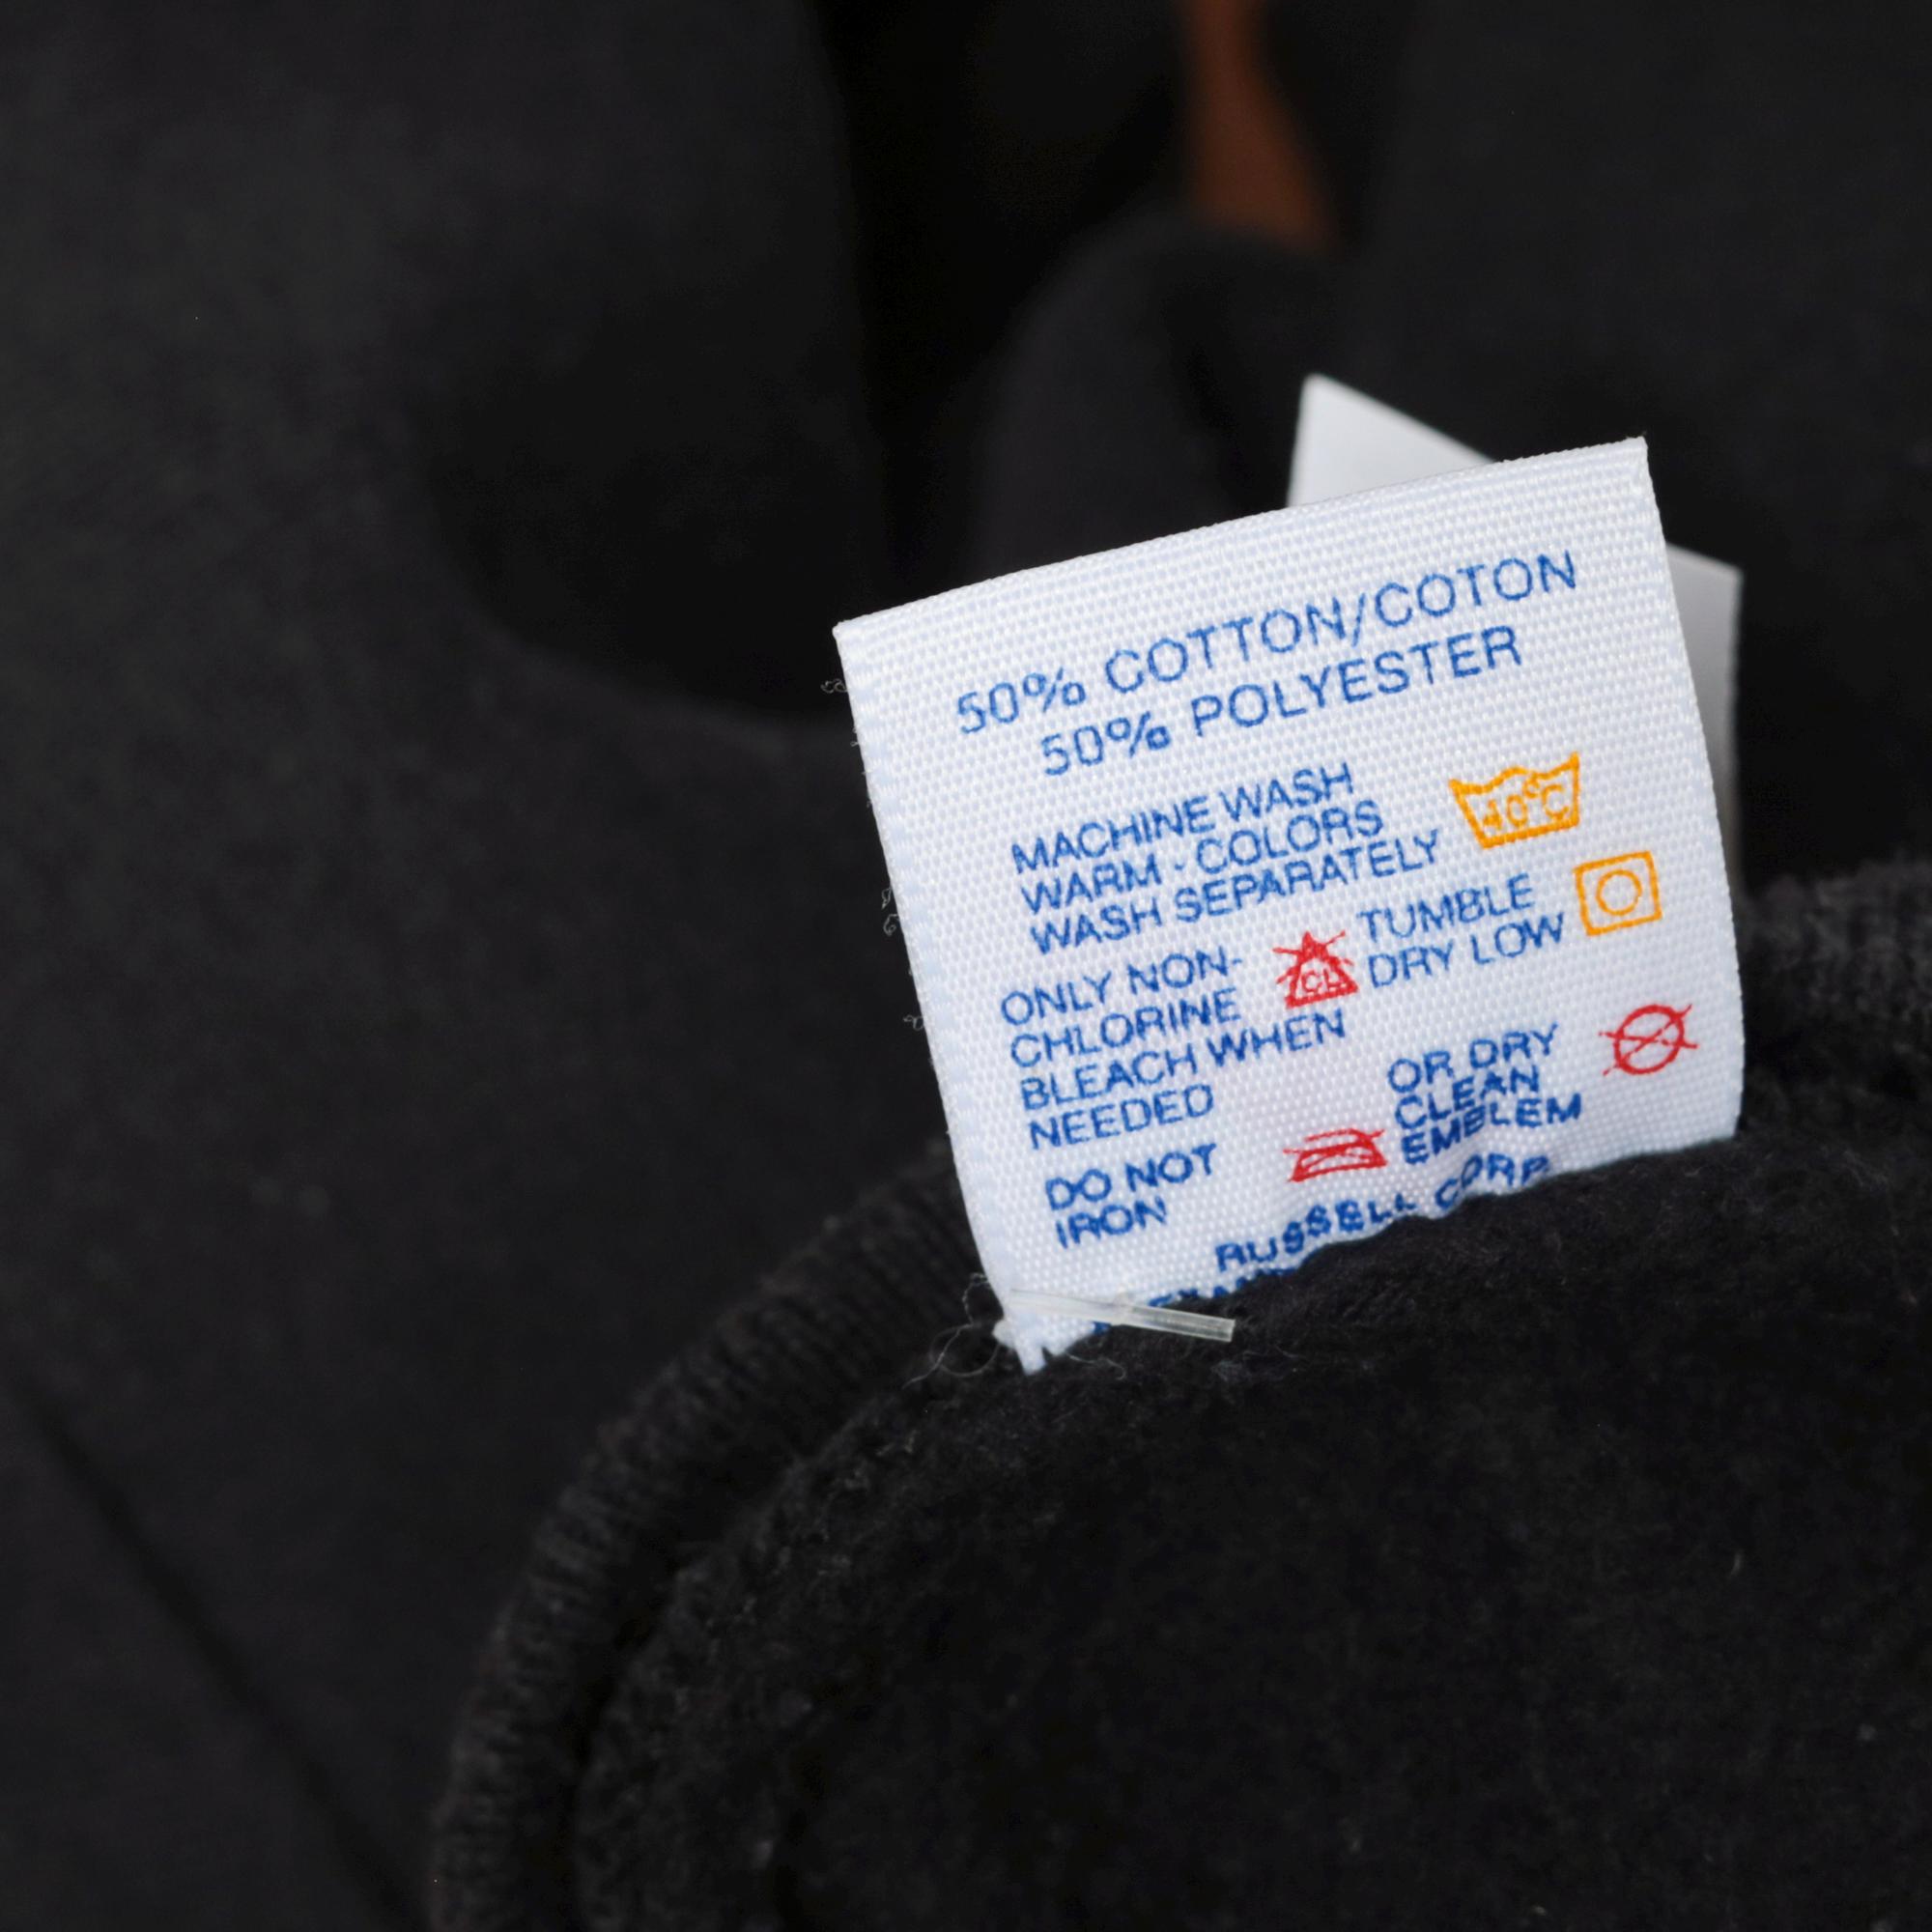 50% COTTON/COTON
50% POLYESTER
MACHINE WASH
WARM - COLORS
WASH SEPARATELY
40°C
ONLY NON-
CHLORINE
BLEACH WHEN
NEEDED
CL
TUMBLE
DRY LOW
DO NOT
IRON
OR DRY
CLEAN
EMBLEM
RUSSELL CORP.